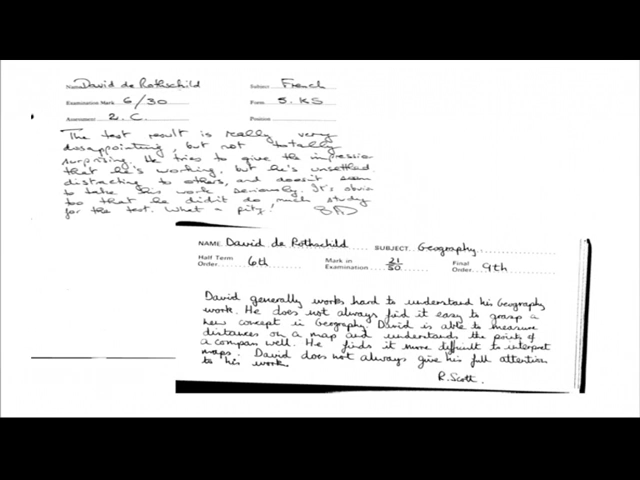 Name David de Rothschild Subject French
Examination Mark 6/30 Form 5.KS
Assessment 2.C. Position
The test result is really very
disappointing, but not totally
surprising. He tries to give the impression
that he's working, but he's unsettled
distracting to others, and doesn't seem
to take his work seriously. It's obvious
too that he didn't do much study
for the test. What a pity!
NAME David de Rothschild SUBJECT: Geography
Half Term Order. 6th Mark in Examination 21/50 Final Order. 9th
David generally works hard to understand his Geography
work. He does not always find it easy to grasp a
new concept in Geography. David is able to measure
distances on a map and understands the points of
a compass well. He finds it more difficult to interpret
maps. David does not always give his full attention
to his work.
R. Scott.